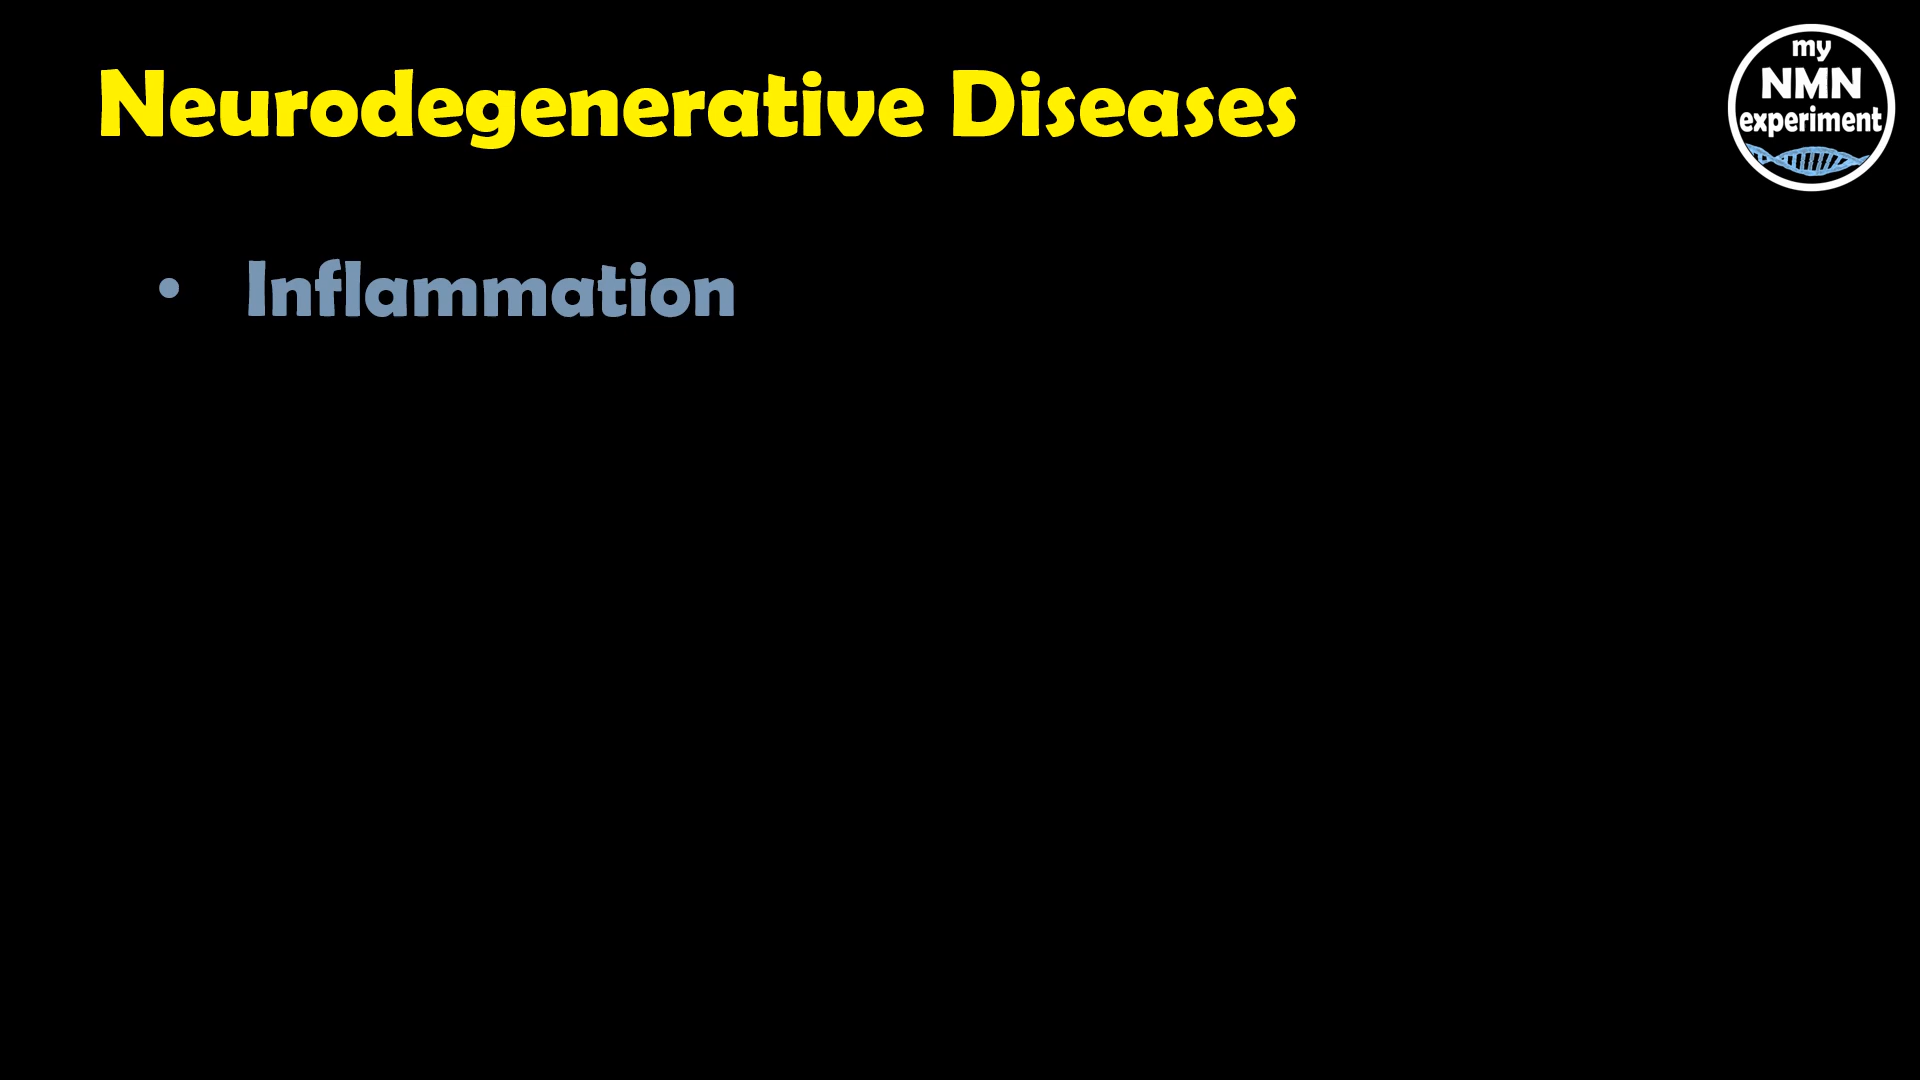 Neurodegenerative Diseases
my
NMN
experiment
• Inflammation